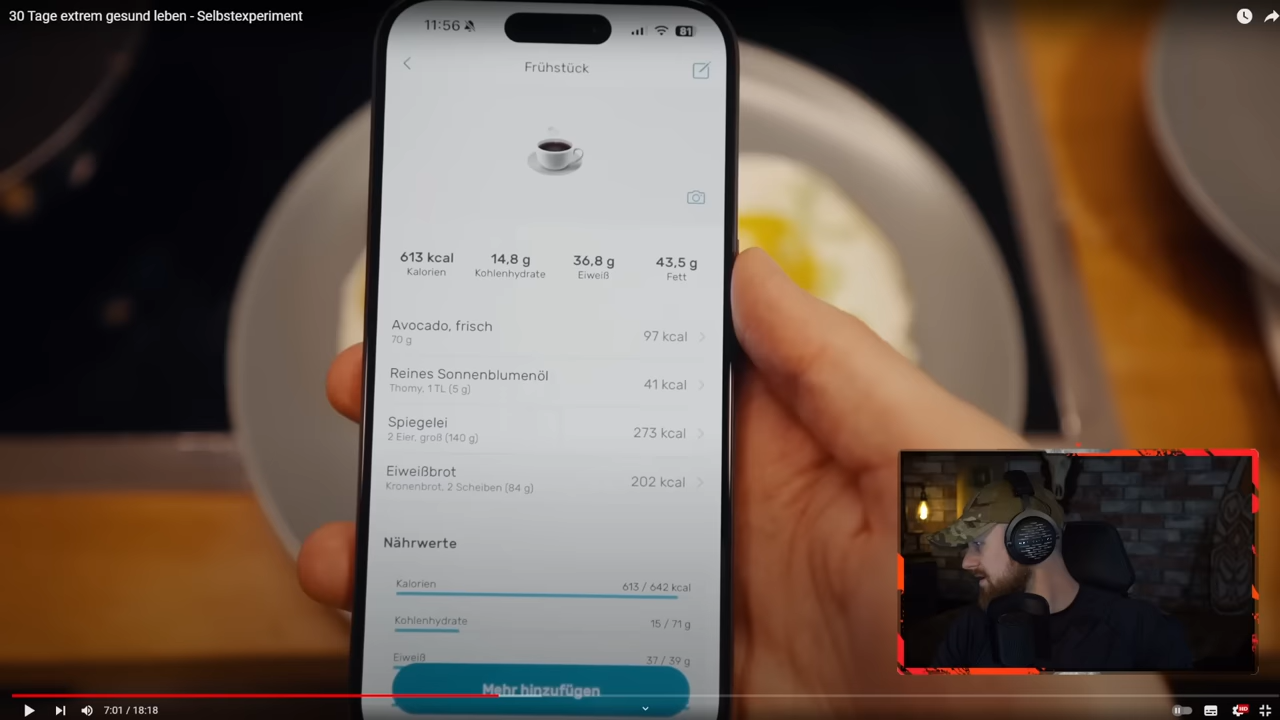 30 Tage extrem gesund leben - Selbstexperiment
11:56
81
Frühstück
613 kcal
Kalorien
14,8 g
Kohlenhydrate
36,8 g
Eiweiß
43,5 g
Fett
Avocado, frisch
70 g
97 kcal
Reines Sonnenblumenöl
Thomy, 1 TL (5 g)
41 kcal
Spiegelei
2 Eier, groß (140 g)
273 kcal
Eiweißbrot
Kronenbrot, 2 Scheiben (84 g)
202 kcal
Nährwerte
Kalorien
613 / 642 kcal
Kohlenhydrate
15 / 71 g
Eiweiß
37 / 39 g
Mehr hinzufügen
7:01 / 18:18
HD